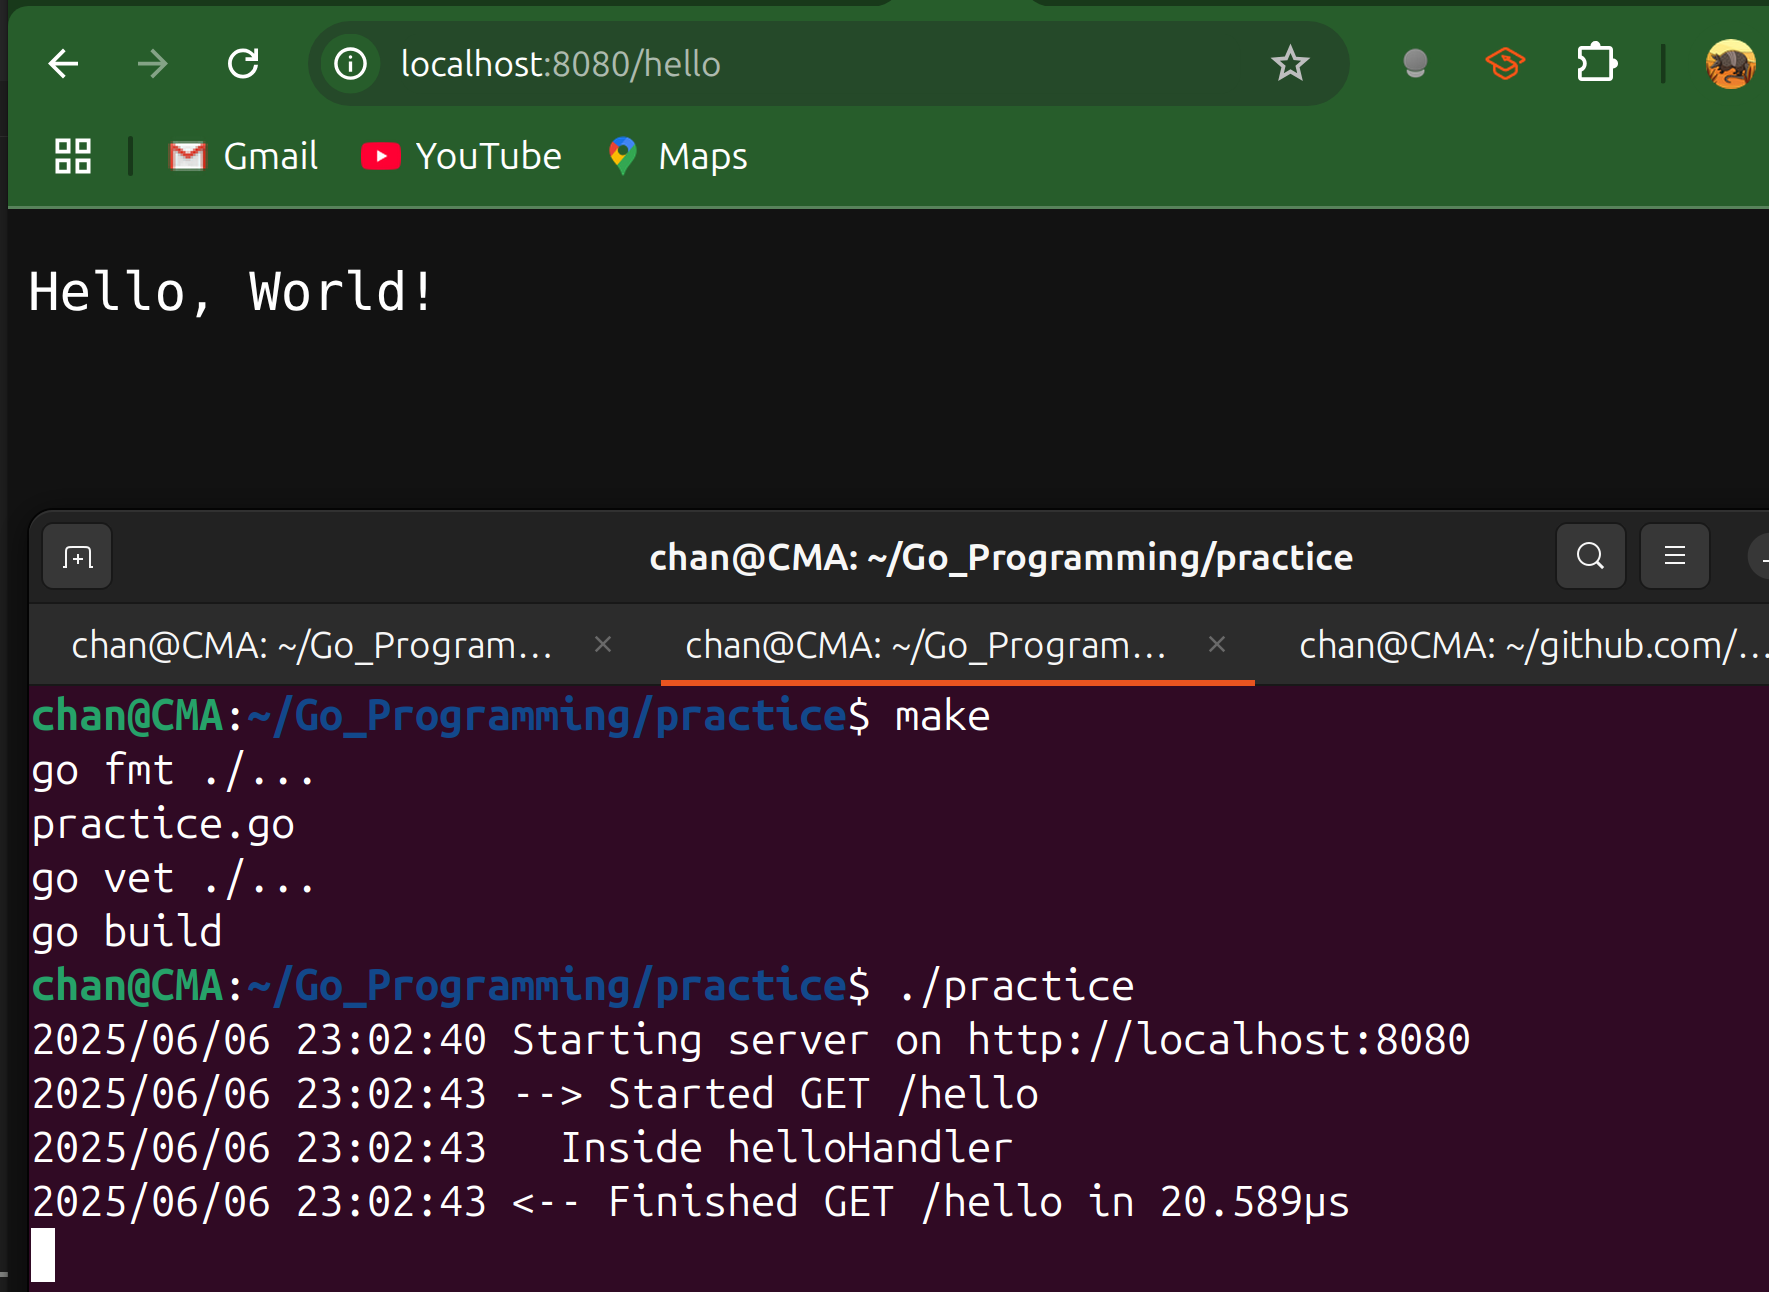 localhost:8080/hello
Gmail YouTube Maps
Hello, World!
chan@CMA: ~/Go_Programming/practice
chan@CMA: ~/Go_Program... × chan@CMA: ~/Go_Program... × chan@CMA: ~/github.com/...
chan@CMA:~/Go_Programming/practice$ make
go fmt ./...
practice.go
go vet ./...
go build
chan@CMA:~/Go_Programming/practice$ ./practice
2025/06/06 23:02:40 Starting server on http://localhost:8080
2025/06/06 23:02:43 --> Started GET /hello
2025/06/06 23:02:43   Inside helloHandler
2025/06/06 23:02:43 <-- Finished GET /hello in 20.589µs